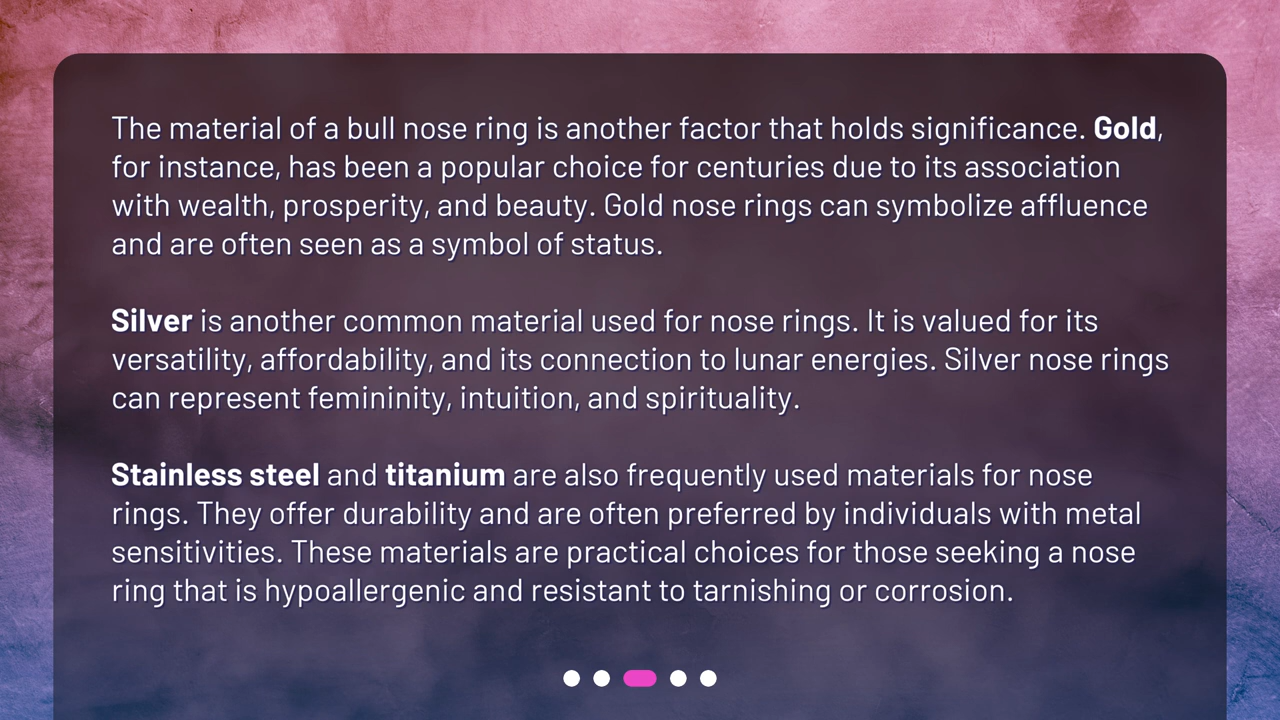 The material of a bull nose ring is another factor that holds significance. Gold,
for instance, has been a popular choice for centuries due to its association
with wealth, prosperity, and beauty. Gold nose rings can symbolize affluence
and are often seen as a symbol of status.
Silver is another common material used for nose rings. It is valued for its
versatility, affordability, and its connection to lunar energies. Silver nose rings
can represent femininity, intuition, and spirituality.
Stainless steel and titanium are also frequently used materials for nose
rings. They offer durability and are often preferred by individuals with metal
sensitivities. These materials are practical choices for those seeking a nose
ring that is hypoallergenic and resistant to tarnishing or corrosion.